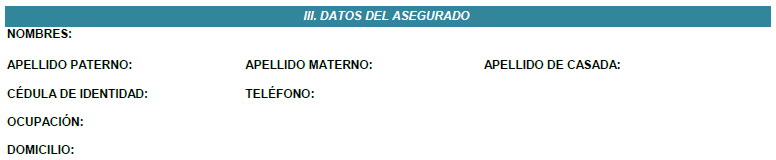 III. DATOS DEL ASEGURADO
NOMBRES:
APELLIDO PATERNO: APELLIDO MATERNO: APELLIDO DE CASADA:
CÉDULA DE IDENTIDAD: TELÉFONO:
OCUPACIÓN:
DOMICILIO: